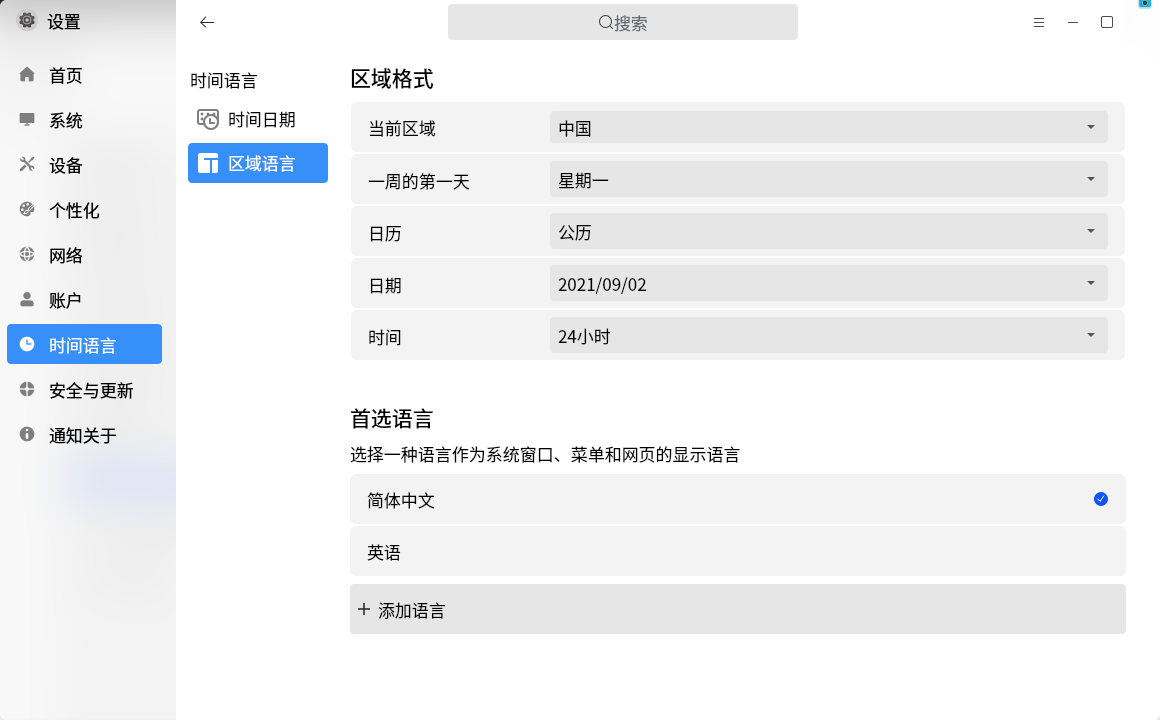 设置
搜索
首页
系统
设备
个性化
网络
账户
时间语言
安全与更新
通知关于
时间语言
时间日期
区域语言
区域格式
当前区域 中国
一周的第一天 星期一
日历 公历
日期 2021/09/02
时间 24小时
首选语言
选择一种语言作为系统窗口、菜单和网页的显示语言
简体中文
英语
添加语言